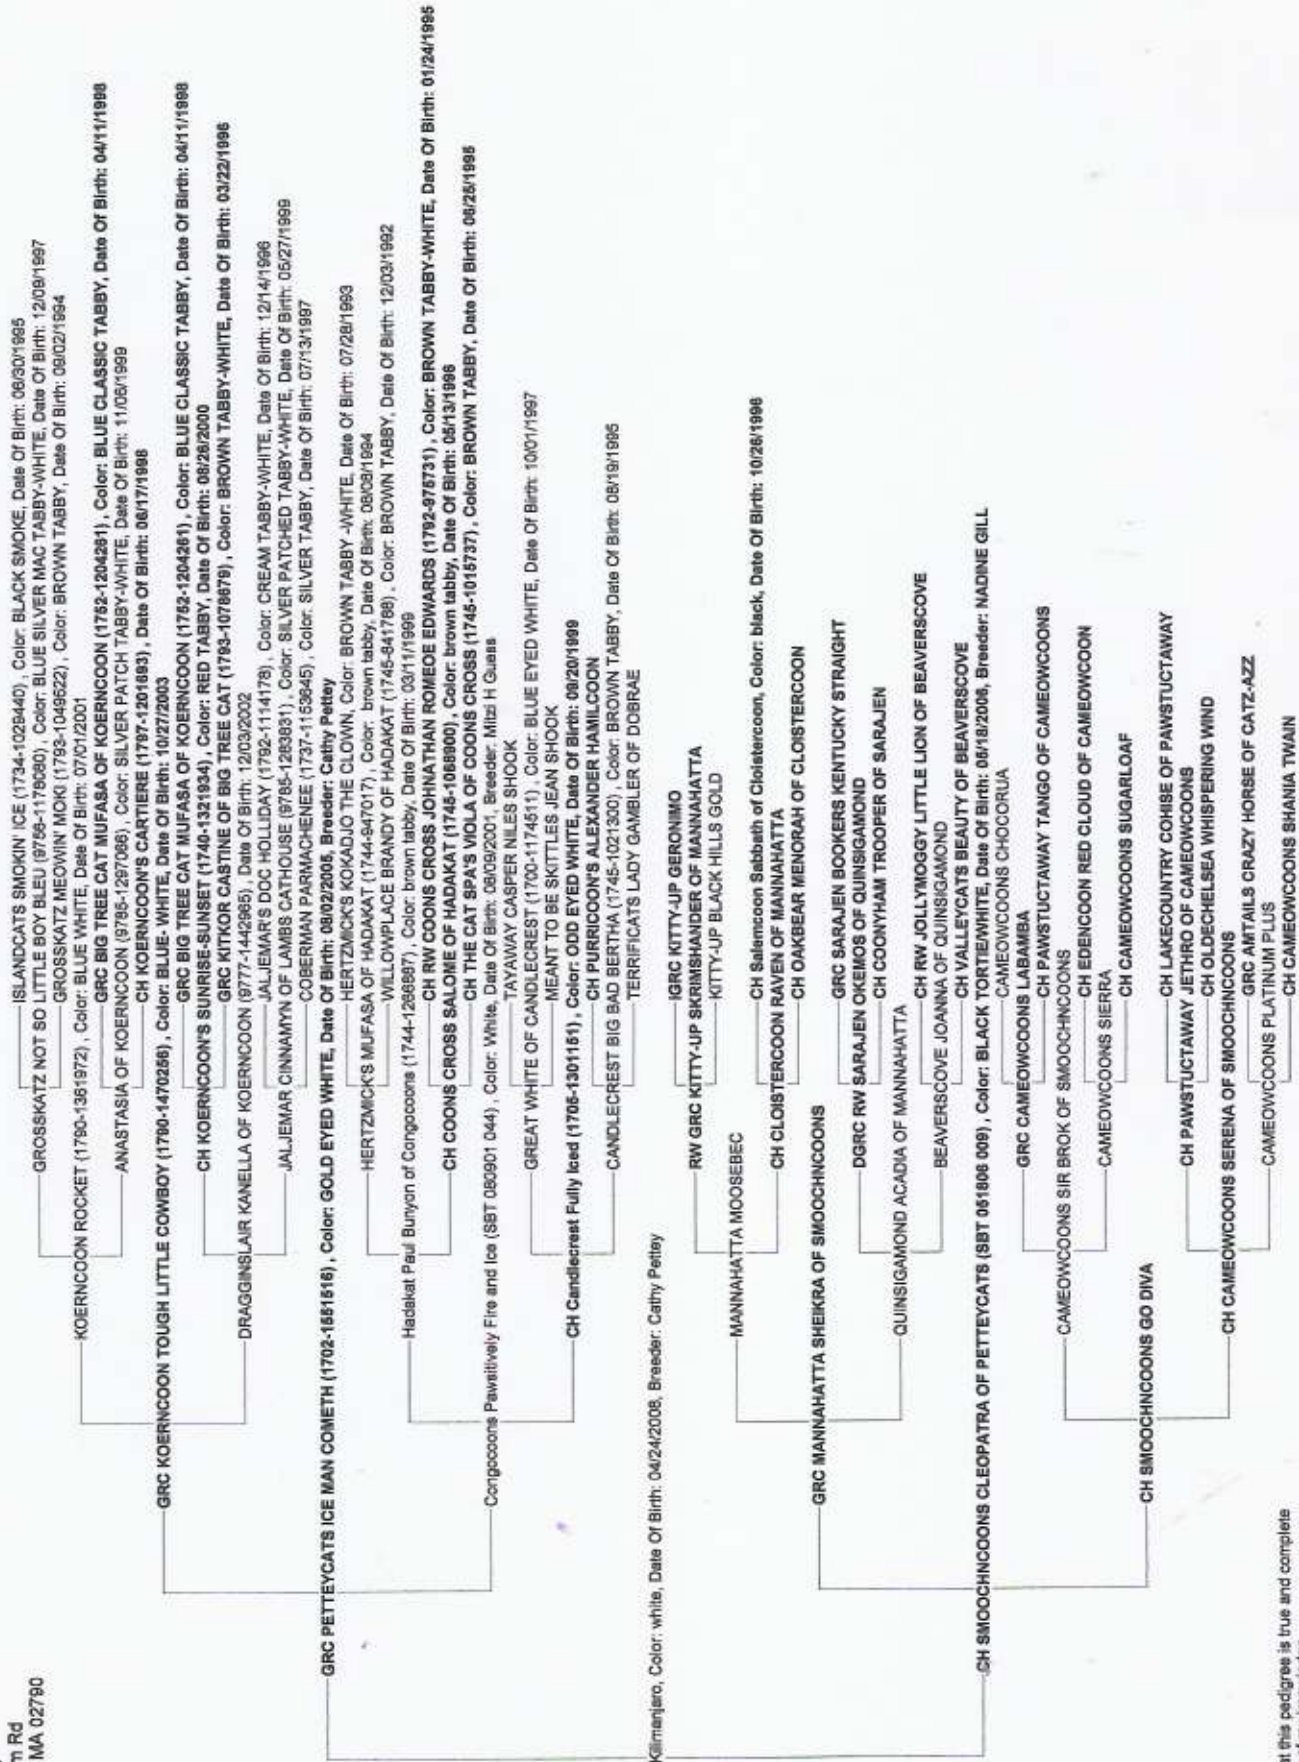 n Rd
MA 02790
ISLANDCATS SMOKIN' ICE (1734-1029440) , Color: BLACK SMOKE, Date Of Birth: 06/30/1995
GROSSKATZ NOT SO LITTLE BOY BLEU (9756-1178080) , Color: BLUE SILVER MAC TABBY-WHITE, Date Of Birth: 12/09/1997
GROSSKATZ MEOWIN' MOKI (1793-1049622) , Color: BROWN TABBY, Date Of Birth: 09/02/1994
KOERNCOON ROCKET (1790-1361972) , Color: BLUE WHITE, Date Of Birth: 07/01/2001
GRC BIG TREE CAT MUFASA OF KOERNCOON (1752-1204261) , Color: BLUE CLASSIC TABBY, Date Of Birth: 04/11/1998
ANASTASIA OF KOERNCOON (9785-1297066) , Color: SILVER PATCH TABBY-WHITE, Date Of Birth: 11/06/1999
CH KOERNCOON'S CARTIERE (1797-1201693) , Date Of Birth: 06/17/1998
GRC KOERNCOON TOUGH LITTLE COWBOY (1790-1470256) , Color: BLUE- WHITE, Date Of Birth: 10/27/2003
GRC BIG TREE CAT MUFASA OF KOERNCOON (1752-1204261) , Color: BLUE CLASSIC TABBY, Date Of Birth: 04/11/1998
CH KOERNCOON'S SUNRISE-SUNSET (1740-1321934) , Color: RED TABBY, Date Of Birth: 08/26/2000
GRC KITKOR CASTINE OF BIG TREE CAT (1793-1078679) , Color: BROWN TABBY-WHITE, Date Of Birth: 03/22/1996
DRAGGINSLAIR KANELLA OF KOERNCOON (9777-1442985) , Date Of Birth: 12/03/2002
JALJEMAR'S DOC HOLLIDAY (1792-1114178) , Color: CREAM TABBY-WHITE, Date Of Birth: 12/14/1996
JALJEMAR CINNAMYN OF LAMBS CATHOUSE (9785-1283831) , Color: SILVER PATCHED TABBY-WHITE, Date Of Birth: 05/27/1999
COBERMAN PARMACHENEE (1737-1153645) , Color: SILVER TABBY, Date Of Birth: 07/13/1997
GRC PETTEYCATS ICE MAN COMETH (1702-1551516) , Color: GOLD EYED WHITE, Date Of Birth: 08/02/2005, Breeder: Cathy Pettey
HERTZMICK'S KOKADJO THE CLOWN, Color: BROWN TABBY -WHITE, Date Of Birth: 07/28/1993
HERTZMICK'S MUFASA OF HADAKAT (1744-947017) , Color: brown tabby, Date Of Birth: 08/08/1994
WILLOWPLACE BRANDY OF HADAKAT (1745-841768) , Color: BROWN TABBY, Date Of Birth: 12/03/1992
Hadakat Paul Bunyon of Congocoons (1744-1266687) , Color: brown tabby, Date Of Birth: 03/11/1999
CH RW COONS CROSS JOHNATHAN ROMEOE EDWARDS (1792-975731) , Color: BROWN TABBY-WHITE, Date Of Birth: 01/24/1995
CH COONS CROSS SALOME OF HADAKAT (1745-1068900) , Color: brown tabby, Date Of Birth: 05/13/1996
CH THE CAT SPA'S VIOLA OF COONS CROSS (1745-1015737) , Color: BROWN TABBY, Date Of Birth: 06/25/1995
Congocoons Pawsitively Fire and Ice (SBT 080901 044) , Color: White, Date Of Birth: 08/09/2001, Breeder: Mitzi H Guess
TAYAWAY CASPER NILES SHOOK
GREAT WHITE OF CANDLECREST (1700-1174511) , Color: BLUE EYED WHITE, Date Of Birth: 10/01/1997
MEANT TO BE SKITTLES JEAN SHOOK
CH Candlecrest Fully Iced (1705-1301151) , Color: ODD EYED WHITE, Date Of Birth: 09/20/1999
CH PURRICOON'S ALEXANDER HAMILCOON
CANDLECREST BIG BAD BERTHA (1745-1021300) , Color: BROWN TABBY, Date Of Birth: 08/19/1995
TERRIFICATS LADY GAMBLER OF DOBRAE
Kilimanjaro, Color: white, Date Of Birth: 04/24/2008, Breeder: Cathy Pettey
IGRC KITTY-UP GERONIMO
RW GRC KITTY-UP SKRIMSHANDER OF MANNAHATTA
KITTY-UP BLACK HILLS GOLD
MANNAHATTA MOOSEBEC
CH Salemcoon Sabbath of Cloistercoon, Color: black, Date Of Birth: 10/26/1996
CH CLOISTERCOON RAVEN OF MANNAHATTA
CH OAKBEAR MENORAH OF CLOISTERCOON
GRC MANNAHATTA SHEIKRA OF SMOOCHNCOONS
GRC SARAJEN BOOKERS KENTUCKY STRAIGHT
DGRC RW SARAJEN OKEMOS OF QUINSIGAMOND
CH COONYHAM TROOPER OF SARAJEN
QUINSIGAMOND ACADIA OF MANNAHATTA
CH RW JOLLYMOGGY LITTLE LION OF BEAVERSCOVE
BEAVERSCOVE JOANNA OF QUINSIGAMOND
CH VALLEYCATS BEAUTY OF BEAVERSCOVE
CH SMOOCHNCOONS CLEOPATRA OF PETTEYCATS (SBT 051806 009) , Color: BLACK TORTIE/WHITE, Date Of Birth: 05/18/2006, Breeder: NADINE GILL
CAMEOWCOONS CHOCORUA
GRC CAMEOWCOONS LABAMBA
CH PAWSTUCTAWAY TANGO OF CAMEOWCOONS
CAMEOWCOONS SIR BROK OF SMOOCHNCOONS
CH EDENCOON RED CLOUD OF CAMEOWCOON
CAMEOWCOONS SIERRA
CH CAMEOWCOONS SUGARLOAF
CH SMOOCHNCOONS GO DIVA
CH LAKECOUNTRY COHISE OF PAWSTUCTAWAY
CH PAWSTUCTAWAY JETHRO OF CAMEOWCOONS
CH OLDECHELSEA WHISPERING WIND
CH CAMEOWCOONS SERENA OF SMOOCHNCOONS
GRC AMTAILS CRAZY HORSE OF CATZ-AZZ
CAMEOWCOONS PLATINUM PLUS
CH CAMEOWCOONS SHANIA TWAIN
at this pedigree is true and complete